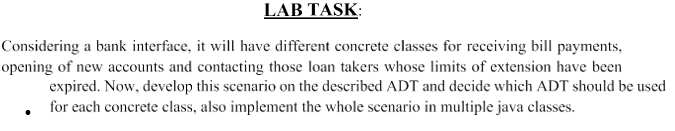 LAB TASK:
Considering a bank interface, it will have different concrete classes for receiving bill payments,
opening of new accounts and contacting those loan takers whose limits of extension have been
expired. Now, develop this scenario on the described ADT and decide which ADT should be used
• for each concrete class, also implement the whole scenario in multiple java classes.